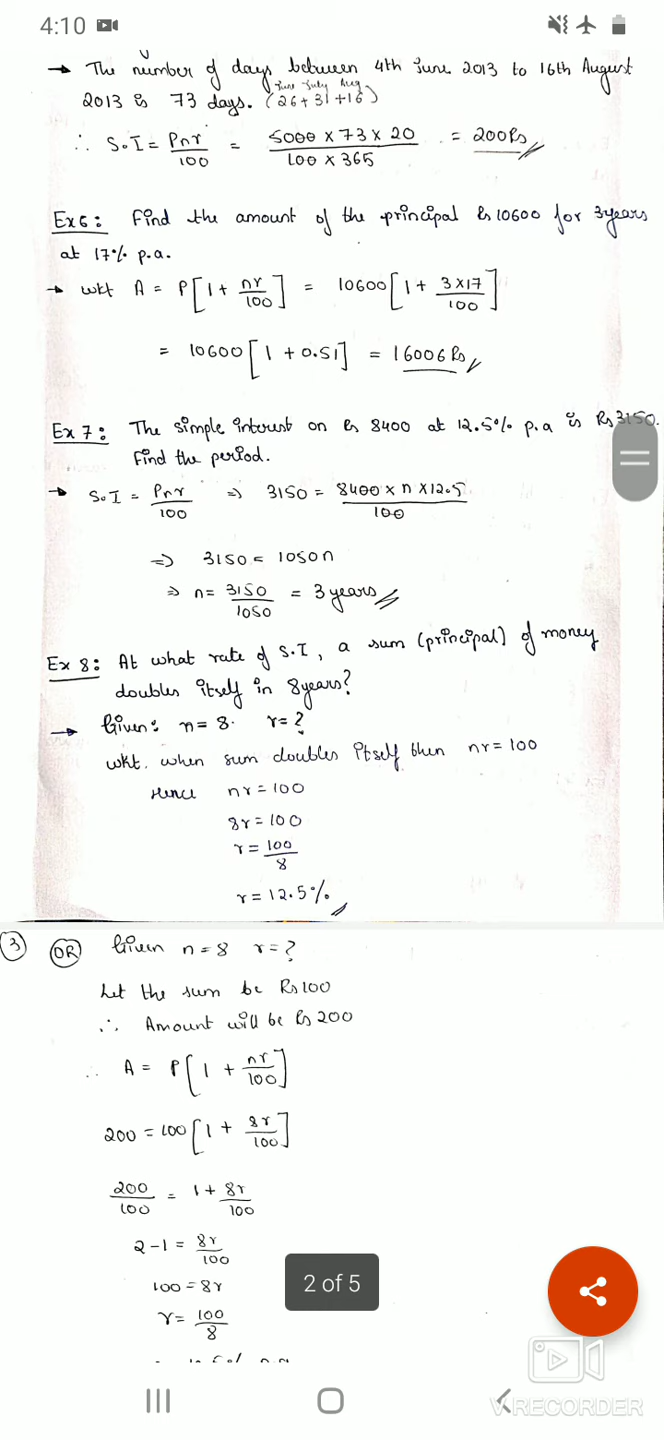 4:10
→ The number of days between 4th June 2013 to 16th August
June July Aug
2013 is 73 days. (26+31+16)
∴ S.I = Pnr/100 = 5000 × 73 × 20 / 100 × 365 = 200Rs
Ex6: Find the amount of the principal Rs 10600 for 3years
at 17% p.a.
→ wkt A = P[1 + nr/100] = 10600[1 + 3×17/100]
= 10600[1 + 0.51] = 16006 Rs
Ex 7: The simple interest on Rs 8400 at 12.5% p.a is Rs 3150.
Find the period.
→ S.I = Pnr/100 ⇒ 3150 = 8400 × n × 12.5 / 100
⇒ 3150 = 1050n
⇒ n = 3150/1050 = 3 years
Ex 8: At what rate of S.I, a sum (principal) of money
doubles itself in 8years?
→ Given: n = 8. r = ?
wkt. when sum doubles itself then nr = 100
Hence nr = 100
8r = 100
r = 100/8
r = 12.5%
3 OR Given n = 8 r = ?
Let the sum be Rs 100
∴ Amount will be Rs 200
∴ A = P[1 + nr/100]
200 = 100[1 + 8r/100]
200/100 = 1 + 8r/100
2 - 1 = 8r/100
100 = 8r
2 of 5
r = 100/8
V RECORDER